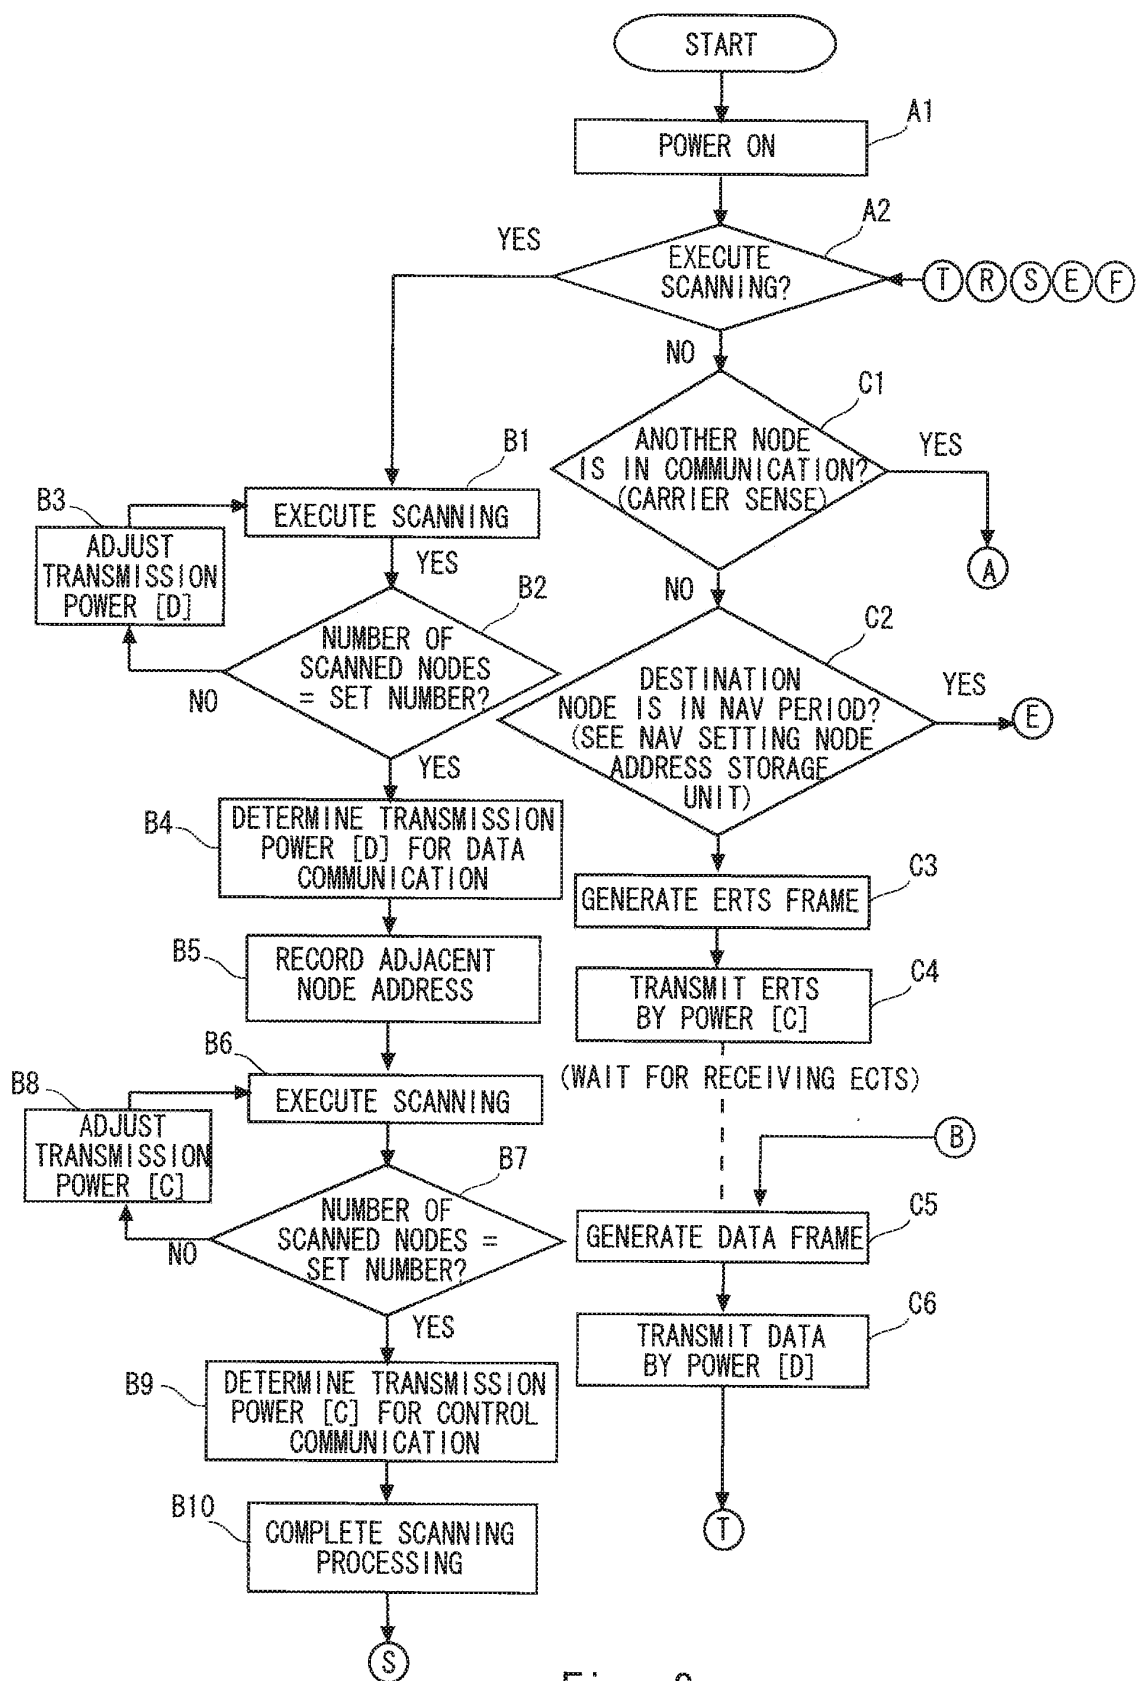 START
A1
POWER ON
A2
YES
EXECUTE
SCANNING?
T R S E F
NO
C1
ANOTHER NODE
IS IN COMMUNICATION?
(CARRIER SENSE)
YES
A
B1
EXECUTE SCANNING
B3
ADJUST
TRANSMISSION
POWER [D]
YES
B2
NUMBER OF
SCANNED NODES
= SET NUMBER?
NO
YES
NO
C2
DESTINATION
NODE IS IN NAV PERIOD?
(SEE NAV SETTING NODE
ADDRESS STORAGE
UNIT)
YES
E
B4
DETERMINE TRANSMISSION
POWER [D] FOR DATA
COMMUNICATION
C3
GENERATE ERTS FRAME
B5
RECORD ADJACENT
NODE ADDRESS
C4
TRANSMIT ERTS
BY POWER [C]
B6
EXECUTE SCANNING
(WAIT FOR RECEIVING ECTS)
B8
ADJUST
TRANSMISSION
POWER [C]
B
B7
NUMBER OF
SCANNED NODES =
SET NUMBER?
NO
YES
C5
GENERATE DATA FRAME
C6
TRANSMIT DATA
BY POWER [D]
B9
DETERMINE TRANSMISSION
POWER [C] FOR CONTROL
COMMUNICATION
B10
COMPLETE SCANNING
PROCESSING
T
S